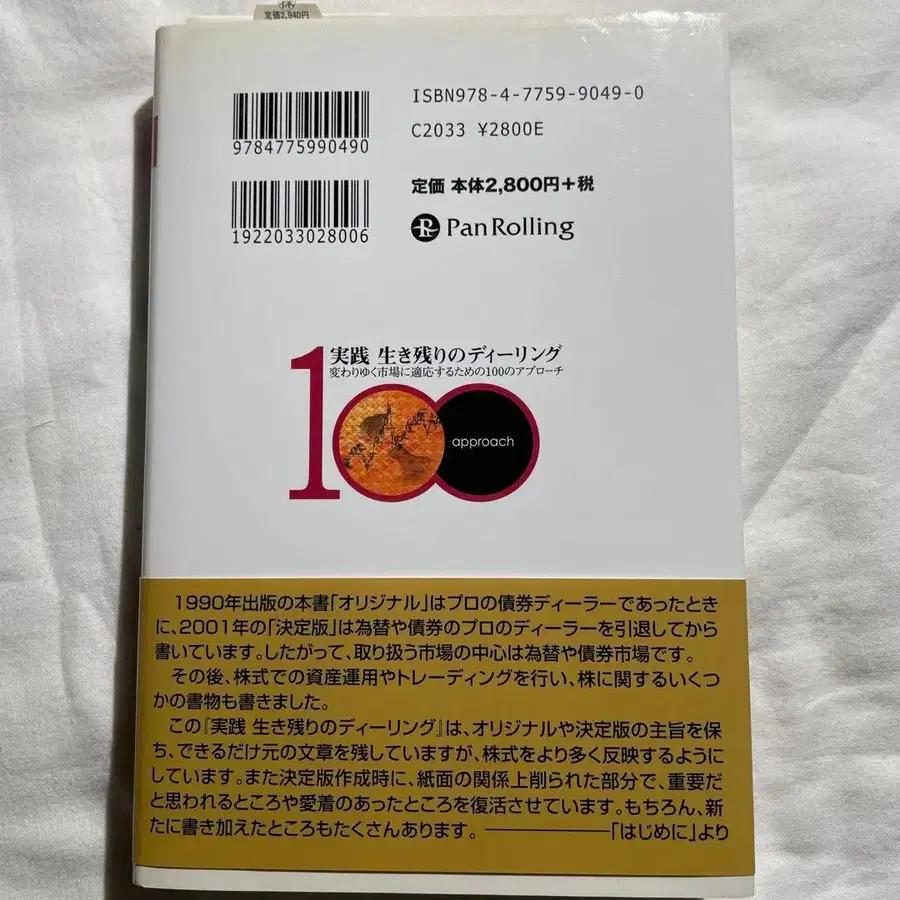 定価2,940円
ISBN978-4-7759-9049-0
9784775990490
C2033 ¥2800E
定価 本体2,800円+税
1922033028006
PanRolling
実践 生き残りのディーリング
変わりゆく市場に適応するための100のアプローチ
100
approach
1990年出版の本書「オリジナル」はプロの債券ディーラーであったとき
に、2001年の「決定版」は為替や債券のプロのディーラーを引退してから
書いています。したがって、取り扱う市場の中心は為替や債券市場です。
その後、株式での資産運用やトレーディングを行い、株に関するいくつ
かの書物も書きました。
この『実践 生き残りのディーリング』は、オリジナルや決定版の主旨を保
ち、できるだけ元の文章を残していますが、株式をより多く反映するように
しています。また決定版作成時に、紙面の関係上削られた部分で、重要だ
と思われるところや愛着のあったところを復活させています。もちろん、新
たに書き加えたところもたくさんあります。――――「はじめに」より